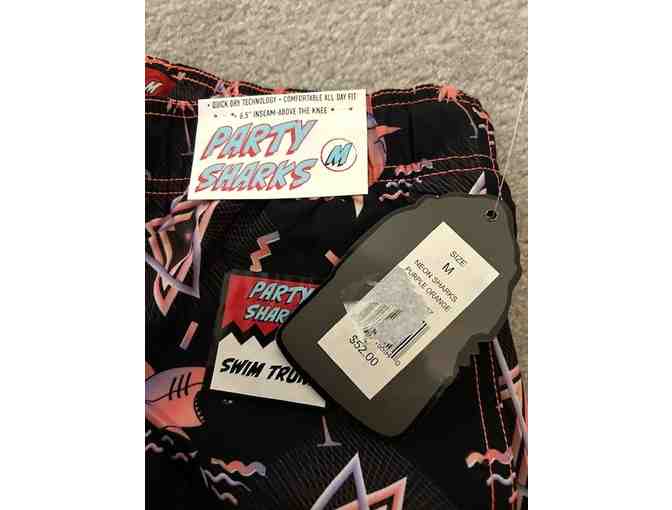 • QUICK DRY TECHNOLOGY • COMFORTABLE ALL DAY FIT •
6.5" INSEAM-ABOVE THE KNEE
PARTY
SHARKS
M
SIZE
M
NEON SHARKS
PURPLE ORANGE
$52.00
PARTY
SHAR
SWIM TRUN
M